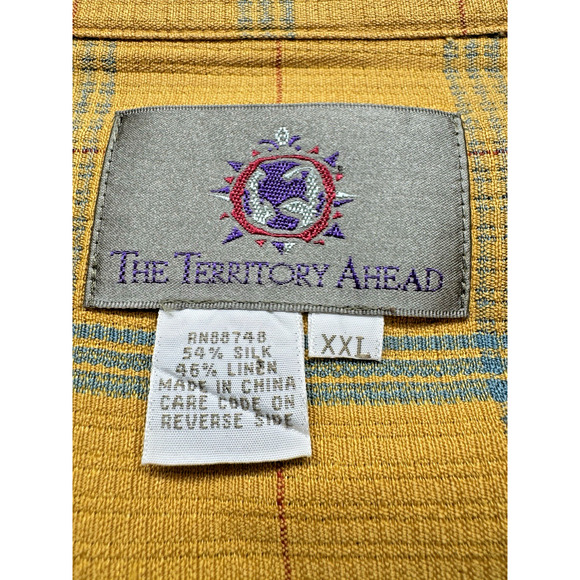 THE TERRITORY AHEAD
RN88748
54% SILK
46% LINEN
MADE IN CHINA
CARE CODE ON
REVERSE SIDE
XXL